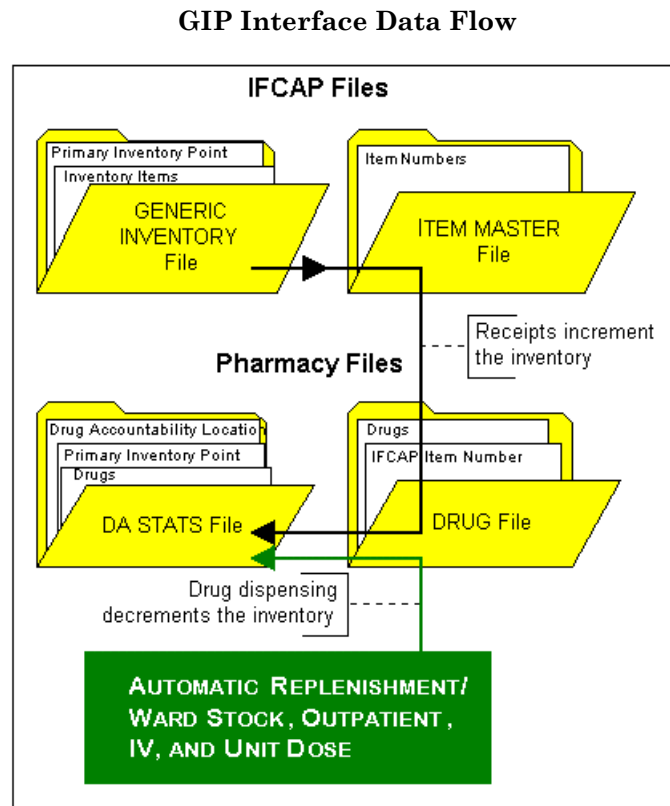 GIP Interface Data Flow
IFCAP Files
Primary Inventory Point
Inventory Items
GENERIC
INVENTORY
File
Item Numbers
ITEM MASTER
File
Receipts increment
the inventory
Pharmacy Files
Drug Accountability Location
Primary Inventory Point
Drugs
DA STATS File
Drugs
IFCAP Item Number
DRUG File
Drug dispensing
decrements the inventory
AUTOMATIC REPLENISHMENT/
WARD STOCK, OUTPATIENT,
IV, AND UNIT DOSE